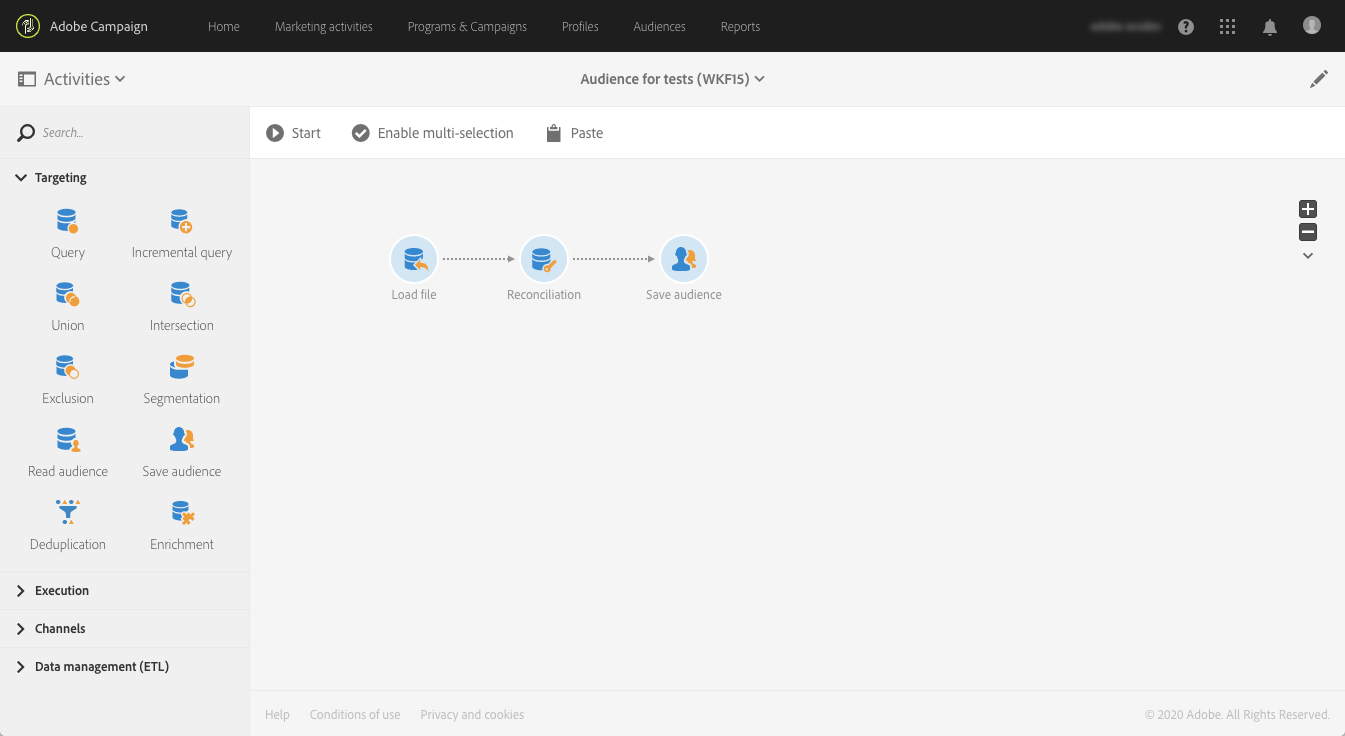 Adobe Campaign Home Marketing activities Programs & Campaigns Profiles Audiences Reports
Activities
Audience for tests (WKF15)
Search...
Start Enable multi-selection Paste
Targeting
Query Incremental query
Union Intersection
Exclusion Segmentation
Read audience Save audience
Deduplication Enrichment
Execution
Channels
Data management (ETL)
Load file Reconciliation Save audience
Help Conditions of use Privacy and cookies © 2020 Adobe. All Rights Reserved.